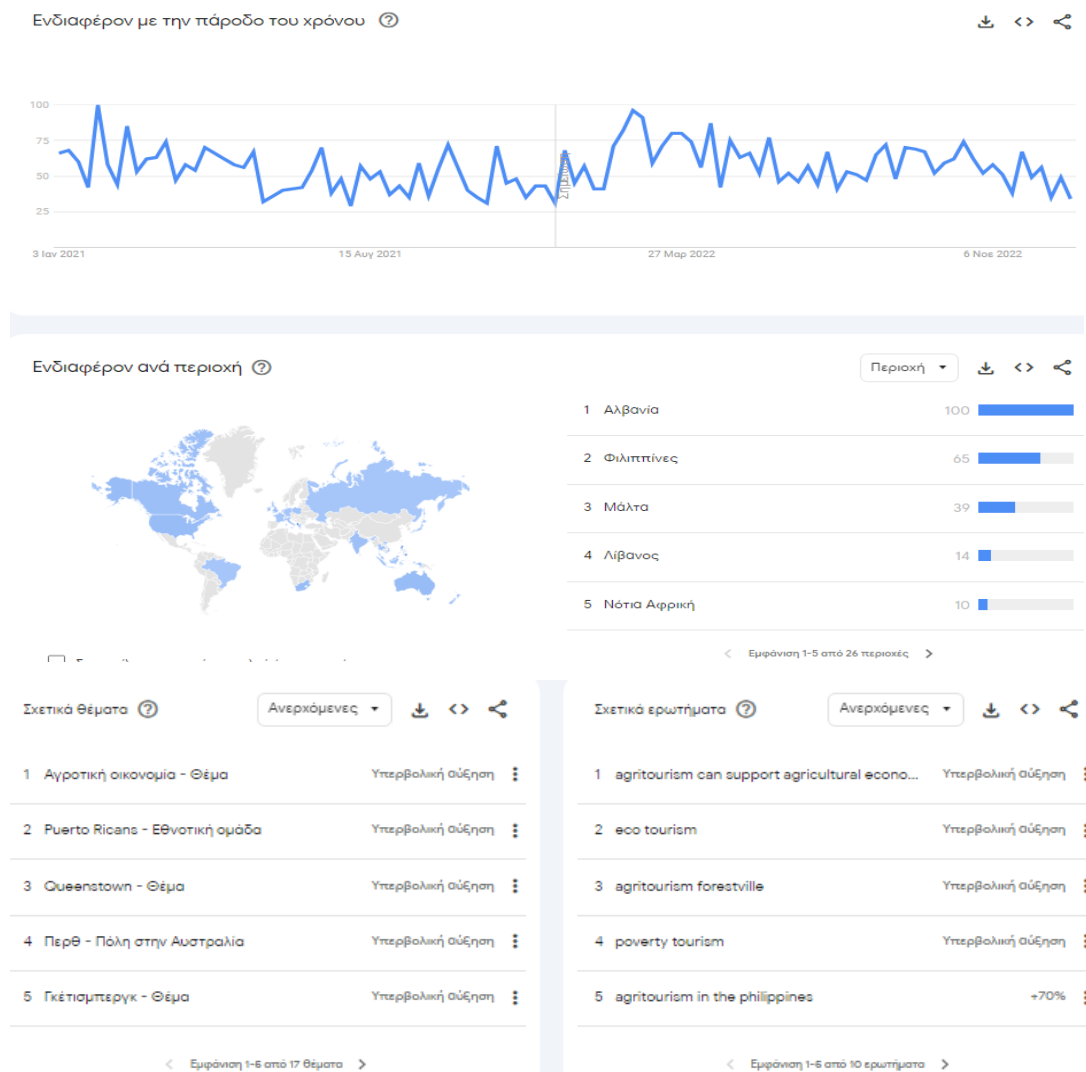 Ενδιαφέρον με την πάροδο του χρόνου
100
75
50
25
Σημείωση
3 Ιαν 2021 15 Αυγ 2021 27 Μαρ 2022 6 Νοε 2022
Ενδιαφέρον ανά περιοχή
Περιοχή
1 Αλβανία 100
2 Φιλιππίνες 65
3 Μάλτα 39
4 Λίβανος 14
5 Νότια Αφρική 10
Εμφάνιση 1-5 από 26 περιοχές
Σχετικά θέματα Ανερχόμενες
1 Αγροτική οικονομία - Θέμα Υπερβολική αύξηση
2 Puerto Ricans - Εθνοτική ομάδα Υπερβολική αύξηση
3 Queenstown - Θέμα Υπερβολική αύξηση
4 Περθ - Πόλη στην Αυστραλία Υπερβολική αύξηση
5 Γκέτισμπεργκ - Θέμα Υπερβολική αύξηση
Εμφάνιση 1-5 από 17 θέματα
Σχετικά ερωτήματα Ανερχόμενες
1 agritourism can support agricultural econo... Υπερβολική αύξηση
2 eco tourism Υπερβολική αύξηση
3 agritourism forestville Υπερβολική αύξηση
4 poverty tourism Υπερβολική αύξηση
5 agritourism in the philippines +70%
Εμφάνιση 1-5 από 10 ερωτήματα